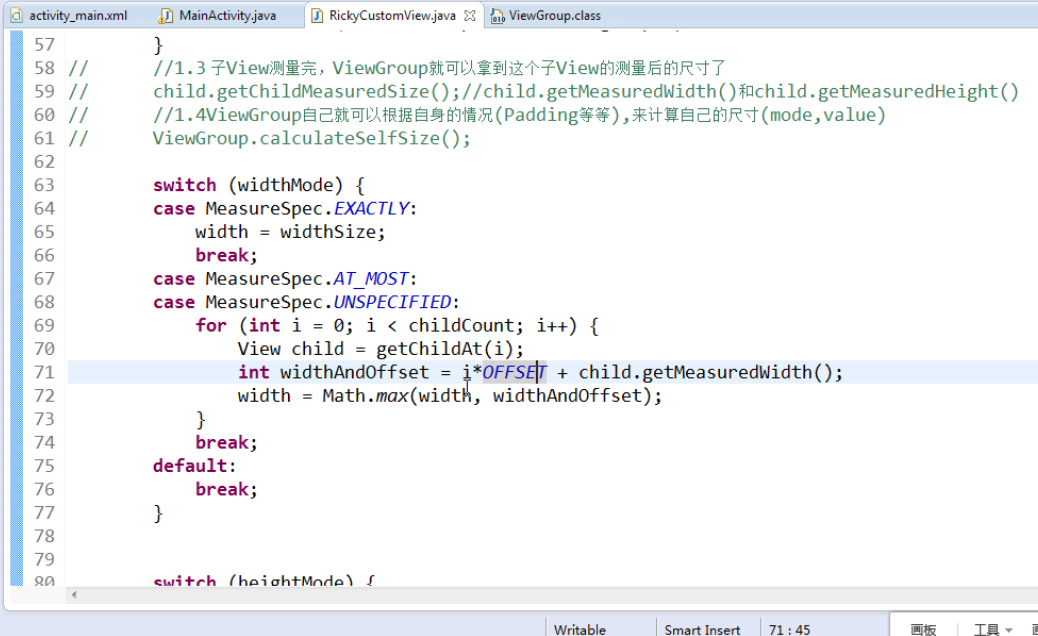 activity_main.xml MainActivity.java RickyCustomView.java ViewGroup.class
57 }
58 // //1.3 子View测量完，ViewGroup就可以拿到这个子View的测量后的尺寸了
59 // child.getChildMeasuredSize();//child.getMeasuredWidth()和child.getMeasuredHeight()
60 // //1.4ViewGroup自己就可以根据自身的情况(Padding等等),来计算自己的尺寸(mode,value)
61 // ViewGroup.calculateSelfSize();
62
63 switch (widthMode) {
64 case MeasureSpec.EXACTLY:
65 width = widthSize;
66 break;
67 case MeasureSpec.AT_MOST:
68 case MeasureSpec.UNSPECIFIED:
69 for (int i = 0; i < childCount; i++) {
70 View child = getChildAt(i);
71 int widthAndOffset = i*OFFSET + child.getMeasuredWidth();
72 width = Math.max(width, widthAndOffset);
73 }
74 break;
75 default:
76 break;
77 }
78
79
80 switch (heightMode) {
Writable Smart Insert 71 : 45 画板 工具